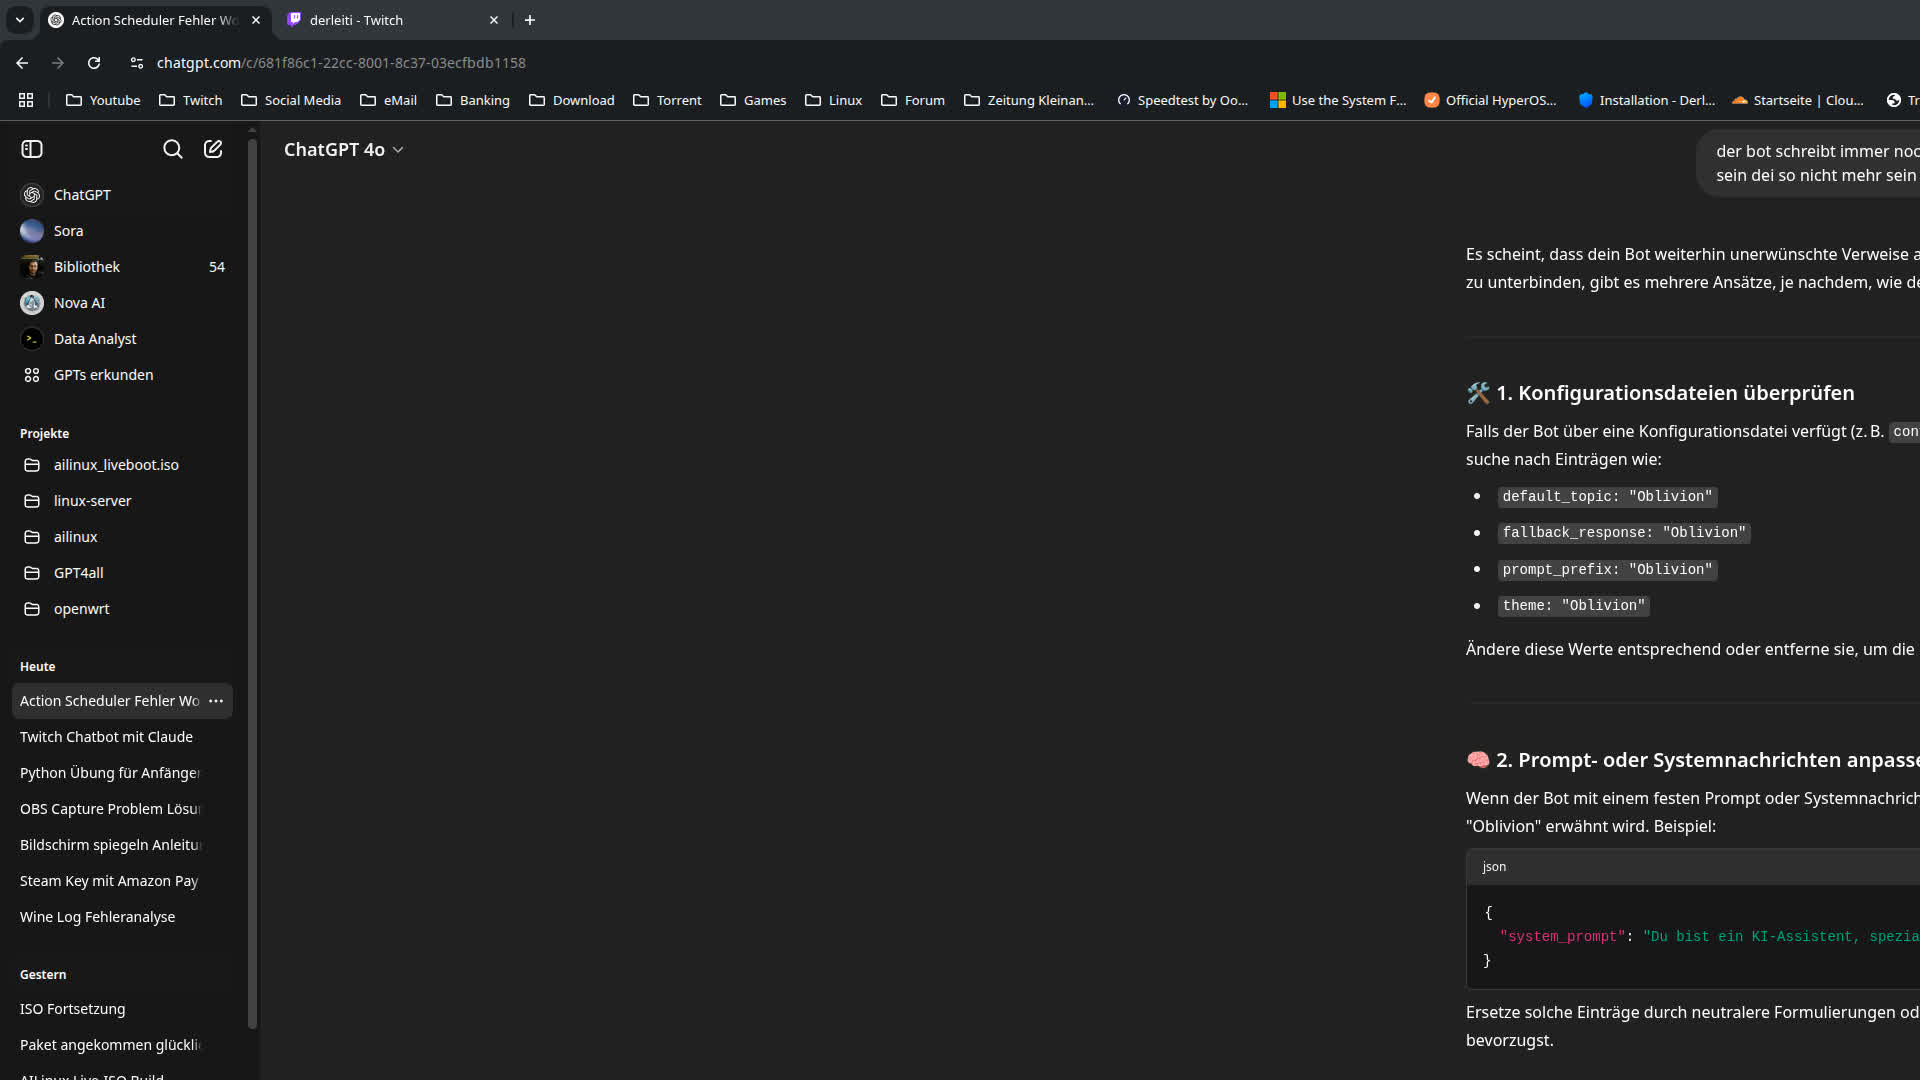 Action Scheduler Fehler Wo
derleiti - Twitch
chatgpt.com/c/681f86c1-22cc-8001-8c37-03ecfbdb1158
Youtube
Twitch
Social Media
eMail
Banking
Download
Torrent
Games
Linux
Forum
Zeitung Kleinan...
Speedtest by Oo...
Use the System F...
Official HyperOS...
Installation - Derl...
Startseite | Clou...
Tr
ChatGPT 4o
der bot schreibt immer noc
sein dei so nicht mehr sein
ChatGPT
Sora
Bibliothek 54
Nova AI
Data Analyst
GPTs erkunden
Projekte
ailinux_liveboot.iso
linux-server
ailinux
GPT4all
openwrt
Heute
Action Scheduler Fehler Wo
Twitch Chatbot mit Claude
Python Übung für Anfänger
OBS Capture Problem Lösu
Bildschirm spiegeln Anleitu
Steam Key mit Amazon Pay
Wine Log Fehleranalyse
Gestern
ISO Fortsetzung
Paket angekommen glückli
AILinux Live ISO Build
Es scheint, dass dein Bot weiterhin unerwünschte Verweise a
zu unterbinden, gibt es mehrere Ansätze, je nachdem, wie de
1. Konfigurationsdateien überprüfen
Falls der Bot über eine Konfigurationsdatei verfügt (z. B. con
suche nach Einträgen wie:
default_topic: "Oblivion"
fallback_response: "Oblivion"
prompt_prefix: "Oblivion"
theme: "Oblivion"
Ändere diese Werte entsprechend oder entferne sie, um die
2. Prompt- oder Systemnachrichten anpasse
Wenn der Bot mit einem festen Prompt oder Systemnachrich
"Oblivion" erwähnt wird. Beispiel:
json
{
"system_prompt": "Du bist ein KI-Assistent, spezia
}
Ersetze solche Einträge durch neutralere Formulierungen od
bevorzugst.